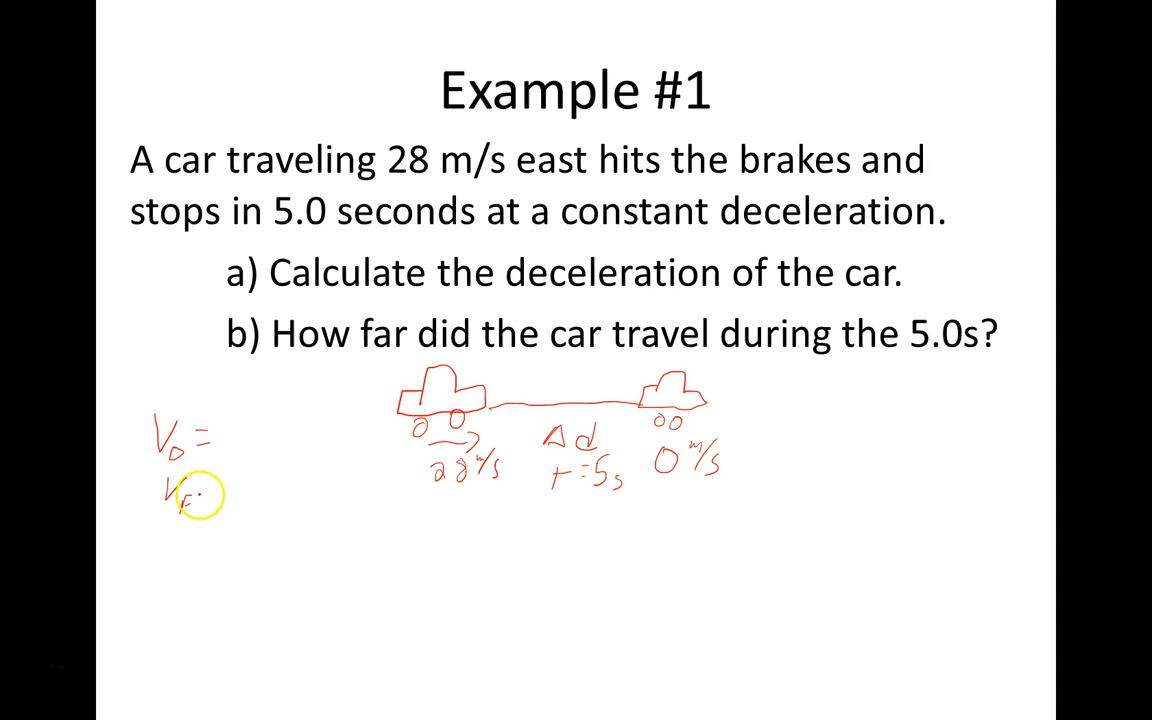 Example #1
A car traveling 28 m/s east hits the brakes and
stops in 5.0 seconds at a constant deceleration.
a) Calculate the deceleration of the car.
b) How far did the car travel during the 5.0s?
V₀ =
V_F
28 m/s
Δd
t = 5s
0 m/s